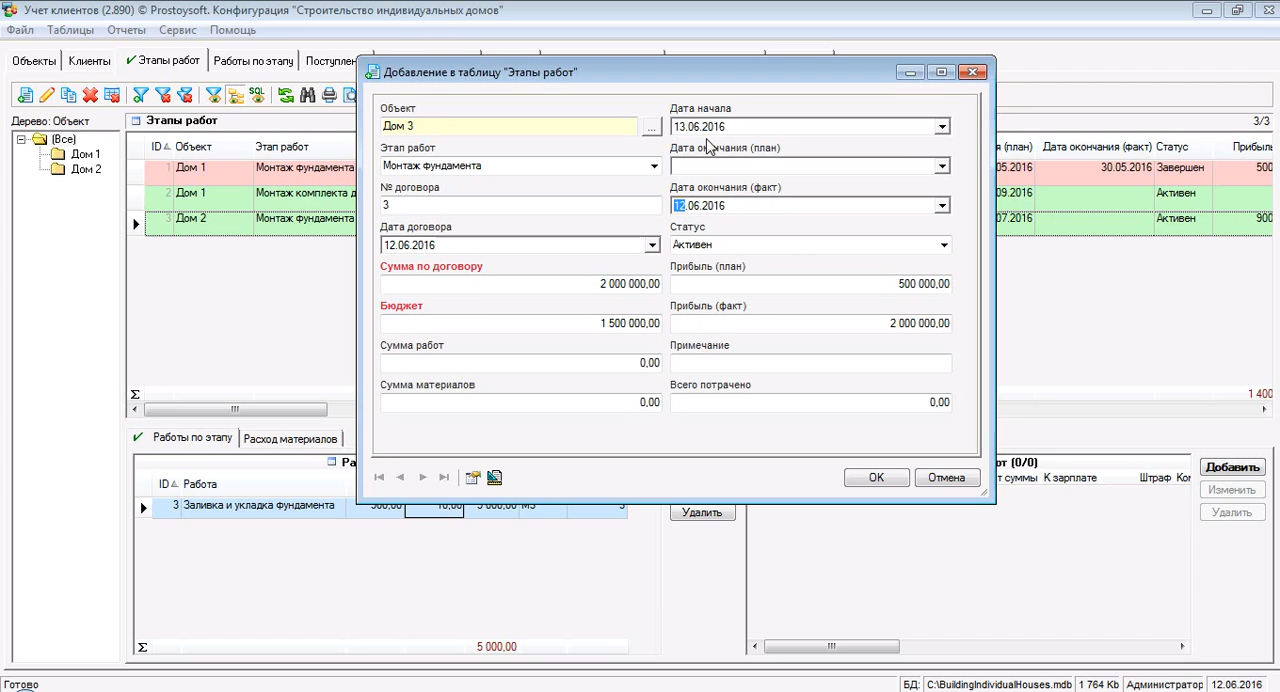 Учет клиентов (2.890) © Prostoysoft. Конфигурация "Строительство индивидуальных домов"
Файл Таблицы Отчеты Сервис Помощь
Объекты Клиенты Этапы работ Работы по этапу Поступлен
SQL
Дерево: Объект
(Все)
Дом 1
Дом 2
Этапы работ 3/3
ID Объект Этап работ (план) Дата окончания (факт) Статус Прибыль
1 Дом 1 Монтаж фундамента 05.2016 30.05.2016 Завершен 500
2 Дом 1 Монтаж комплекта д 09.2016 Активен
3 Дом 2 Монтаж фундамента 07.2016 Активен 900
Σ 1 400
Добавление в таблицу "Этапы работ"
Объект
Дом 3
...
Этап работ
Монтаж фундамента
№ договора
3
Дата договора
12.06.2016
Сумма по договору
2 000 000,00
Бюджет
1 500 000,00
Сумма работ
0,00
Сумма материалов
0,00
Дата начала
13.06.2016
Дата окончания (план)
Дата окончания (факт)
12.06.2016
Статус
Активен
Прибыль (план)
500 000,00
Прибыль (факт)
2 000 000,00
Примечание
Всего потрачено
0,00
OK Отмена
Работы по этапу Расход материалов
Ра
ID Работа
3 Заливка и укладка фундамента 500,00 10,00 5 000,00 М3 3
Σ 5 000,00
Удалить
от (0/0)
т суммы К зарплате Штраф Ком
Добавить
Изменить
Удалить
Готово БД: C:\BuildingIndividualHouses.mdb 1 764 Kb Администратор 12.06.2016